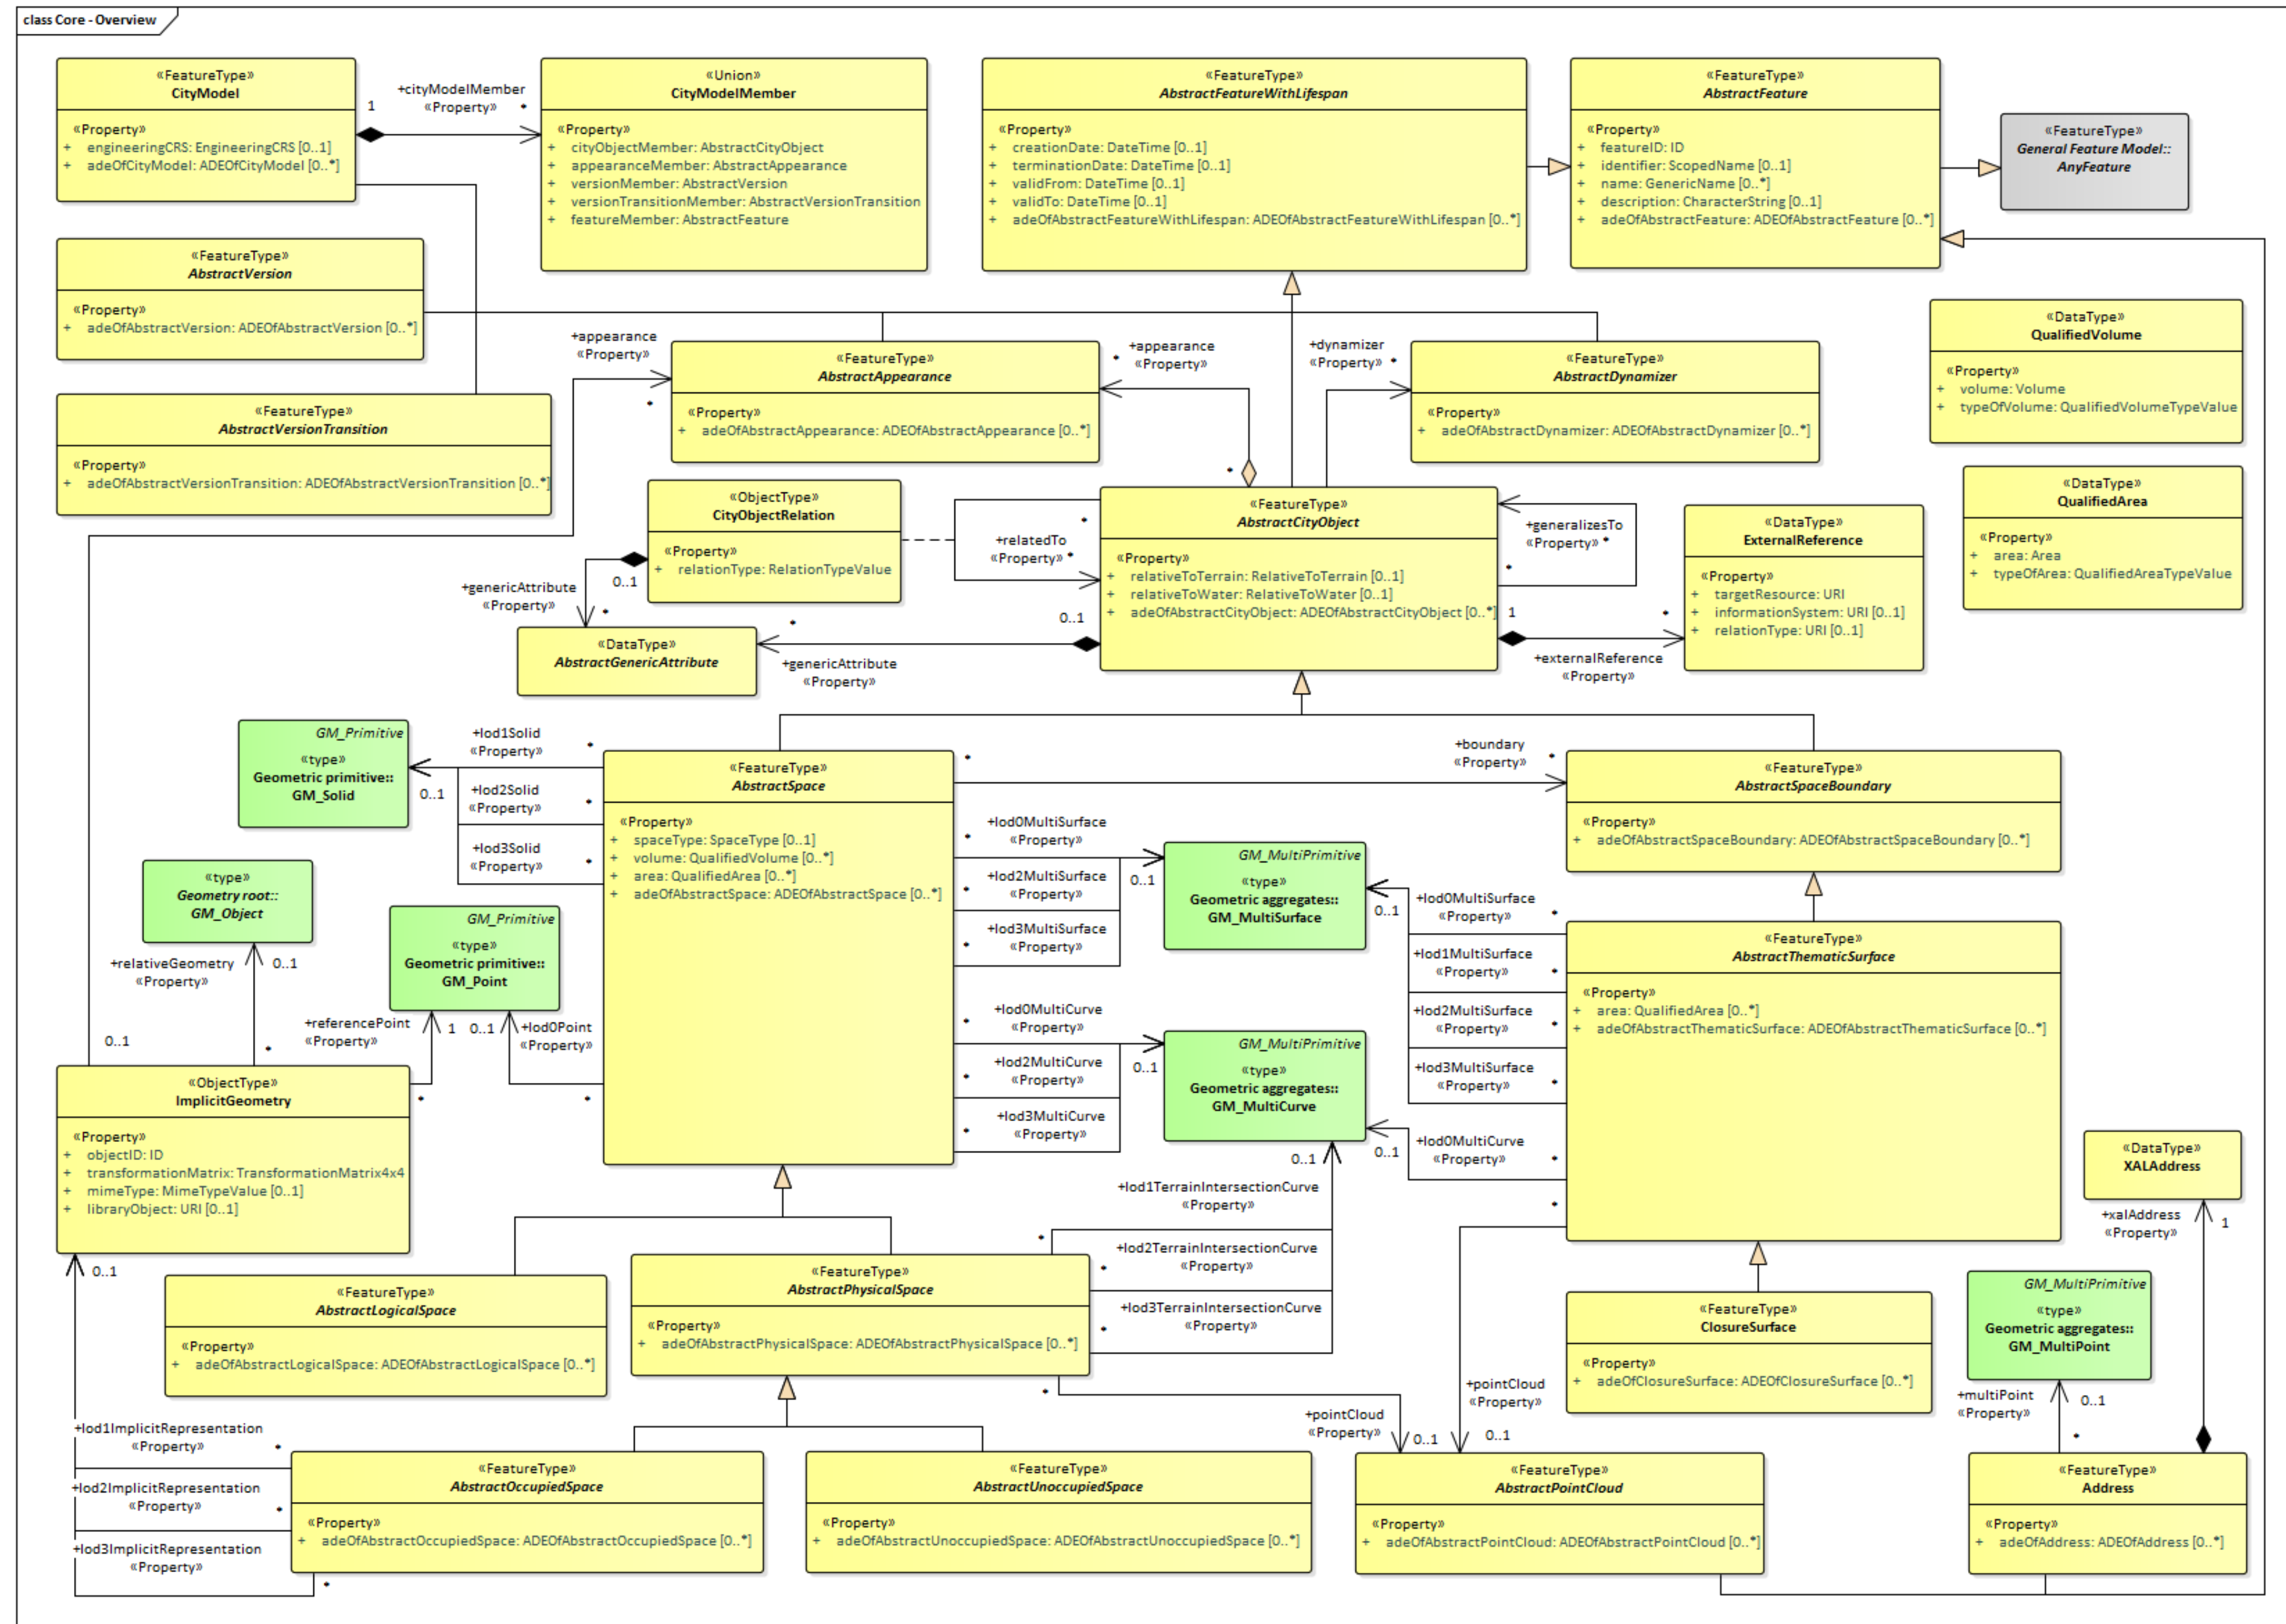 class Core - Overview
«FeatureType»
CityModel
«Property»
+ engineeringCRS: EngineeringCRS [0..1]
+ adeOfCityModel: ADEOfCityModel [0..*]
1
+cityModelMember
«Property»
*
«Union»
CityModelMember
«Property»
+ cityObjectMember: AbstractCityObject
+ appearanceMember: AbstractAppearance
+ versionMember: AbstractVersion
+ versionTransitionMember: AbstractVersionTransition
+ featureMember: AbstractFeature
«FeatureType»
AbstractFeatureWithLifespan
«Property»
+ creationDate: DateTime [0..1]
+ terminationDate: DateTime [0..1]
+ validFrom: DateTime [0..1]
+ validTo: DateTime [0..1]
+ adeOfAbstractFeatureWithLifespan: ADEOfAbstractFeatureWithLifespan [0..*]
«FeatureType»
AbstractFeature
«Property»
+ featureID: ID
+ identifier: ScopedName [0..1]
+ name: GenericName [0..*]
+ description: CharacterString [0..1]
+ adeOfAbstractFeature: ADEOfAbstractFeature [0..*]
«FeatureType»
General Feature Model::
AnyFeature
«FeatureType»
AbstractVersion
«Property»
+ adeOfAbstractVersion: ADEOfAbstractVersion [0..*]
«FeatureType»
AbstractVersionTransition
«Property»
+ adeOfAbstractVersionTransition: ADEOfAbstractVersionTransition [0..*]
+appearance
«Property»
*
«FeatureType»
AbstractAppearance
«Property»
+ adeOfAbstractAppearance: ADEOfAbstractAppearance [0..*]
*
+appearance
«Property»
*
+dynamizer
«Property»
*
«FeatureType»
AbstractDynamizer
«Property»
+ adeOfAbstractDynamizer: ADEOfAbstractDynamizer [0..*]
«DataType»
QualifiedVolume
«Property»
+ volume: Volume
+ typeOfVolume: QualifiedVolumeTypeValue
«DataType»
QualifiedArea
«Property»
+ area: Area
+ typeOfArea: QualifiedAreaTypeValue
«ObjectType»
CityObjectRelation
«Property»
+ relationType: RelationTypeValue
0..1
+genericAttribute
«Property»
*
*
+relatedTo
«Property»
*
«FeatureType»
AbstractCityObject
«Property»
+ relativeToTerrain: RelativeToTerrain [0..1]
+ relativeToWater: RelativeToWater [0..1]
+ adeOfAbstractCityObject: ADEOfAbstractCityObject [0..*]
+generalizesTo
«Property»
*
*
«DataType»
ExternalReference
«Property»
+ targetResource: URI
+ informationSystem: URI [0..1]
+ relationType: URI [0..1]
1
*
+externalReference
«Property»
«DataType»
AbstractGenericAttribute
*
0..1
+genericAttribute
«Property»
GM_Primitive
«type»
Geometric primitive::
GM_Solid
0..1
+lod1Solid
«Property»
*
+lod2Solid
«Property»
*
+lod3Solid
«Property»
*
«FeatureType»
AbstractSpace
«Property»
+ spaceType: SpaceType [0..1]
+ volume: QualifiedVolume [0..*]
+ area: QualifiedArea [0..*]
+ adeOfAbstractSpace: ADEOfAbstractSpace [0..*]
*
+boundary
«Property»
*
«FeatureType»
AbstractSpaceBoundary
«Property»
+ adeOfAbstractSpaceBoundary: ADEOfAbstractSpaceBoundary [0..*]
*
+lod0MultiSurface
«Property»
*
+lod2MultiSurface
«Property»
*
+lod3MultiSurface
«Property»
0..1
GM_MultiPrimitive
«type»
Geometric aggregates::
GM_MultiSurface
0..1
+lod0MultiSurface
«Property»
*
+lod1MultiSurface
«Property»
*
+lod2MultiSurface
«Property»
*
+lod3MultiSurface
«Property»
*
«FeatureType»
AbstractThematicSurface
«Property»
+ area: QualifiedArea [0..*]
+ adeOfAbstractThematicSurface: ADEOfAbstractThematicSurface [0..*]
«type»
Geometry root::
GM_Object
+relativeGeometry
«Property»
0..1
*
GM_Primitive
«type»
Geometric primitive::
GM_Point
+referencePoint
«Property»
1
*
0..1
+lod0Point
«Property»
*
*
+lod0MultiCurve
«Property»
*
+lod2MultiCurve
«Property»
*
+lod3MultiCurve
«Property»
0..1
GM_MultiPrimitive
«type»
Geometric aggregates::
GM_MultiCurve
0..1
+lod0MultiCurve
«Property»
*
0..1
«ObjectType»
ImplicitGeometry
«Property»
+ objectID: ID
+ transformationMatrix: TransformationMatrix4x4
+ mimeType: MimeTypeValue [0..1]
+ libraryObject: URI [0..1]
0..1
0..1
+lod1TerrainIntersectionCurve
«Property»
*
+lod2TerrainIntersectionCurve
«Property»
*
+lod3TerrainIntersectionCurve
«Property»
*
«FeatureType»
AbstractLogicalSpace
«Property»
+ adeOfAbstractLogicalSpace: ADEOfAbstractLogicalSpace [0..*]
«FeatureType»
AbstractPhysicalSpace
«Property»
+ adeOfAbstractPhysicalSpace: ADEOfAbstractPhysicalSpace [0..*]
*
+pointCloud
«Property»
0..1
*
+pointCloud
«Property»
0..1
«FeatureType»
ClosureSurface
«Property»
+ adeOfClosureSurface: ADEOfClosureSurface [0..*]
«DataType»
XALAddress
+xalAddress
«Property»
1
GM_MultiPrimitive
«type»
Geometric aggregates::
GM_MultiPoint
+multiPoint
«Property»
0..1
*
+lod1ImplicitRepresentation
«Property»
*
+lod2ImplicitRepresentation
«Property»
*
+lod3ImplicitRepresentation
«Property»
*
«FeatureType»
AbstractOccupiedSpace
«Property»
+ adeOfAbstractOccupiedSpace: ADEOfAbstractOccupiedSpace [0..*]
«FeatureType»
AbstractUnoccupiedSpace
«Property»
+ adeOfAbstractUnoccupiedSpace: ADEOfAbstractUnoccupiedSpace [0..*]
«FeatureType»
AbstractPointCloud
«Property»
+ adeOfAbstractPointCloud: ADEOfAbstractPointCloud [0..*]
«FeatureType»
Address
«Property»
+ adeOfAddress: ADEOfAddress [0..*]